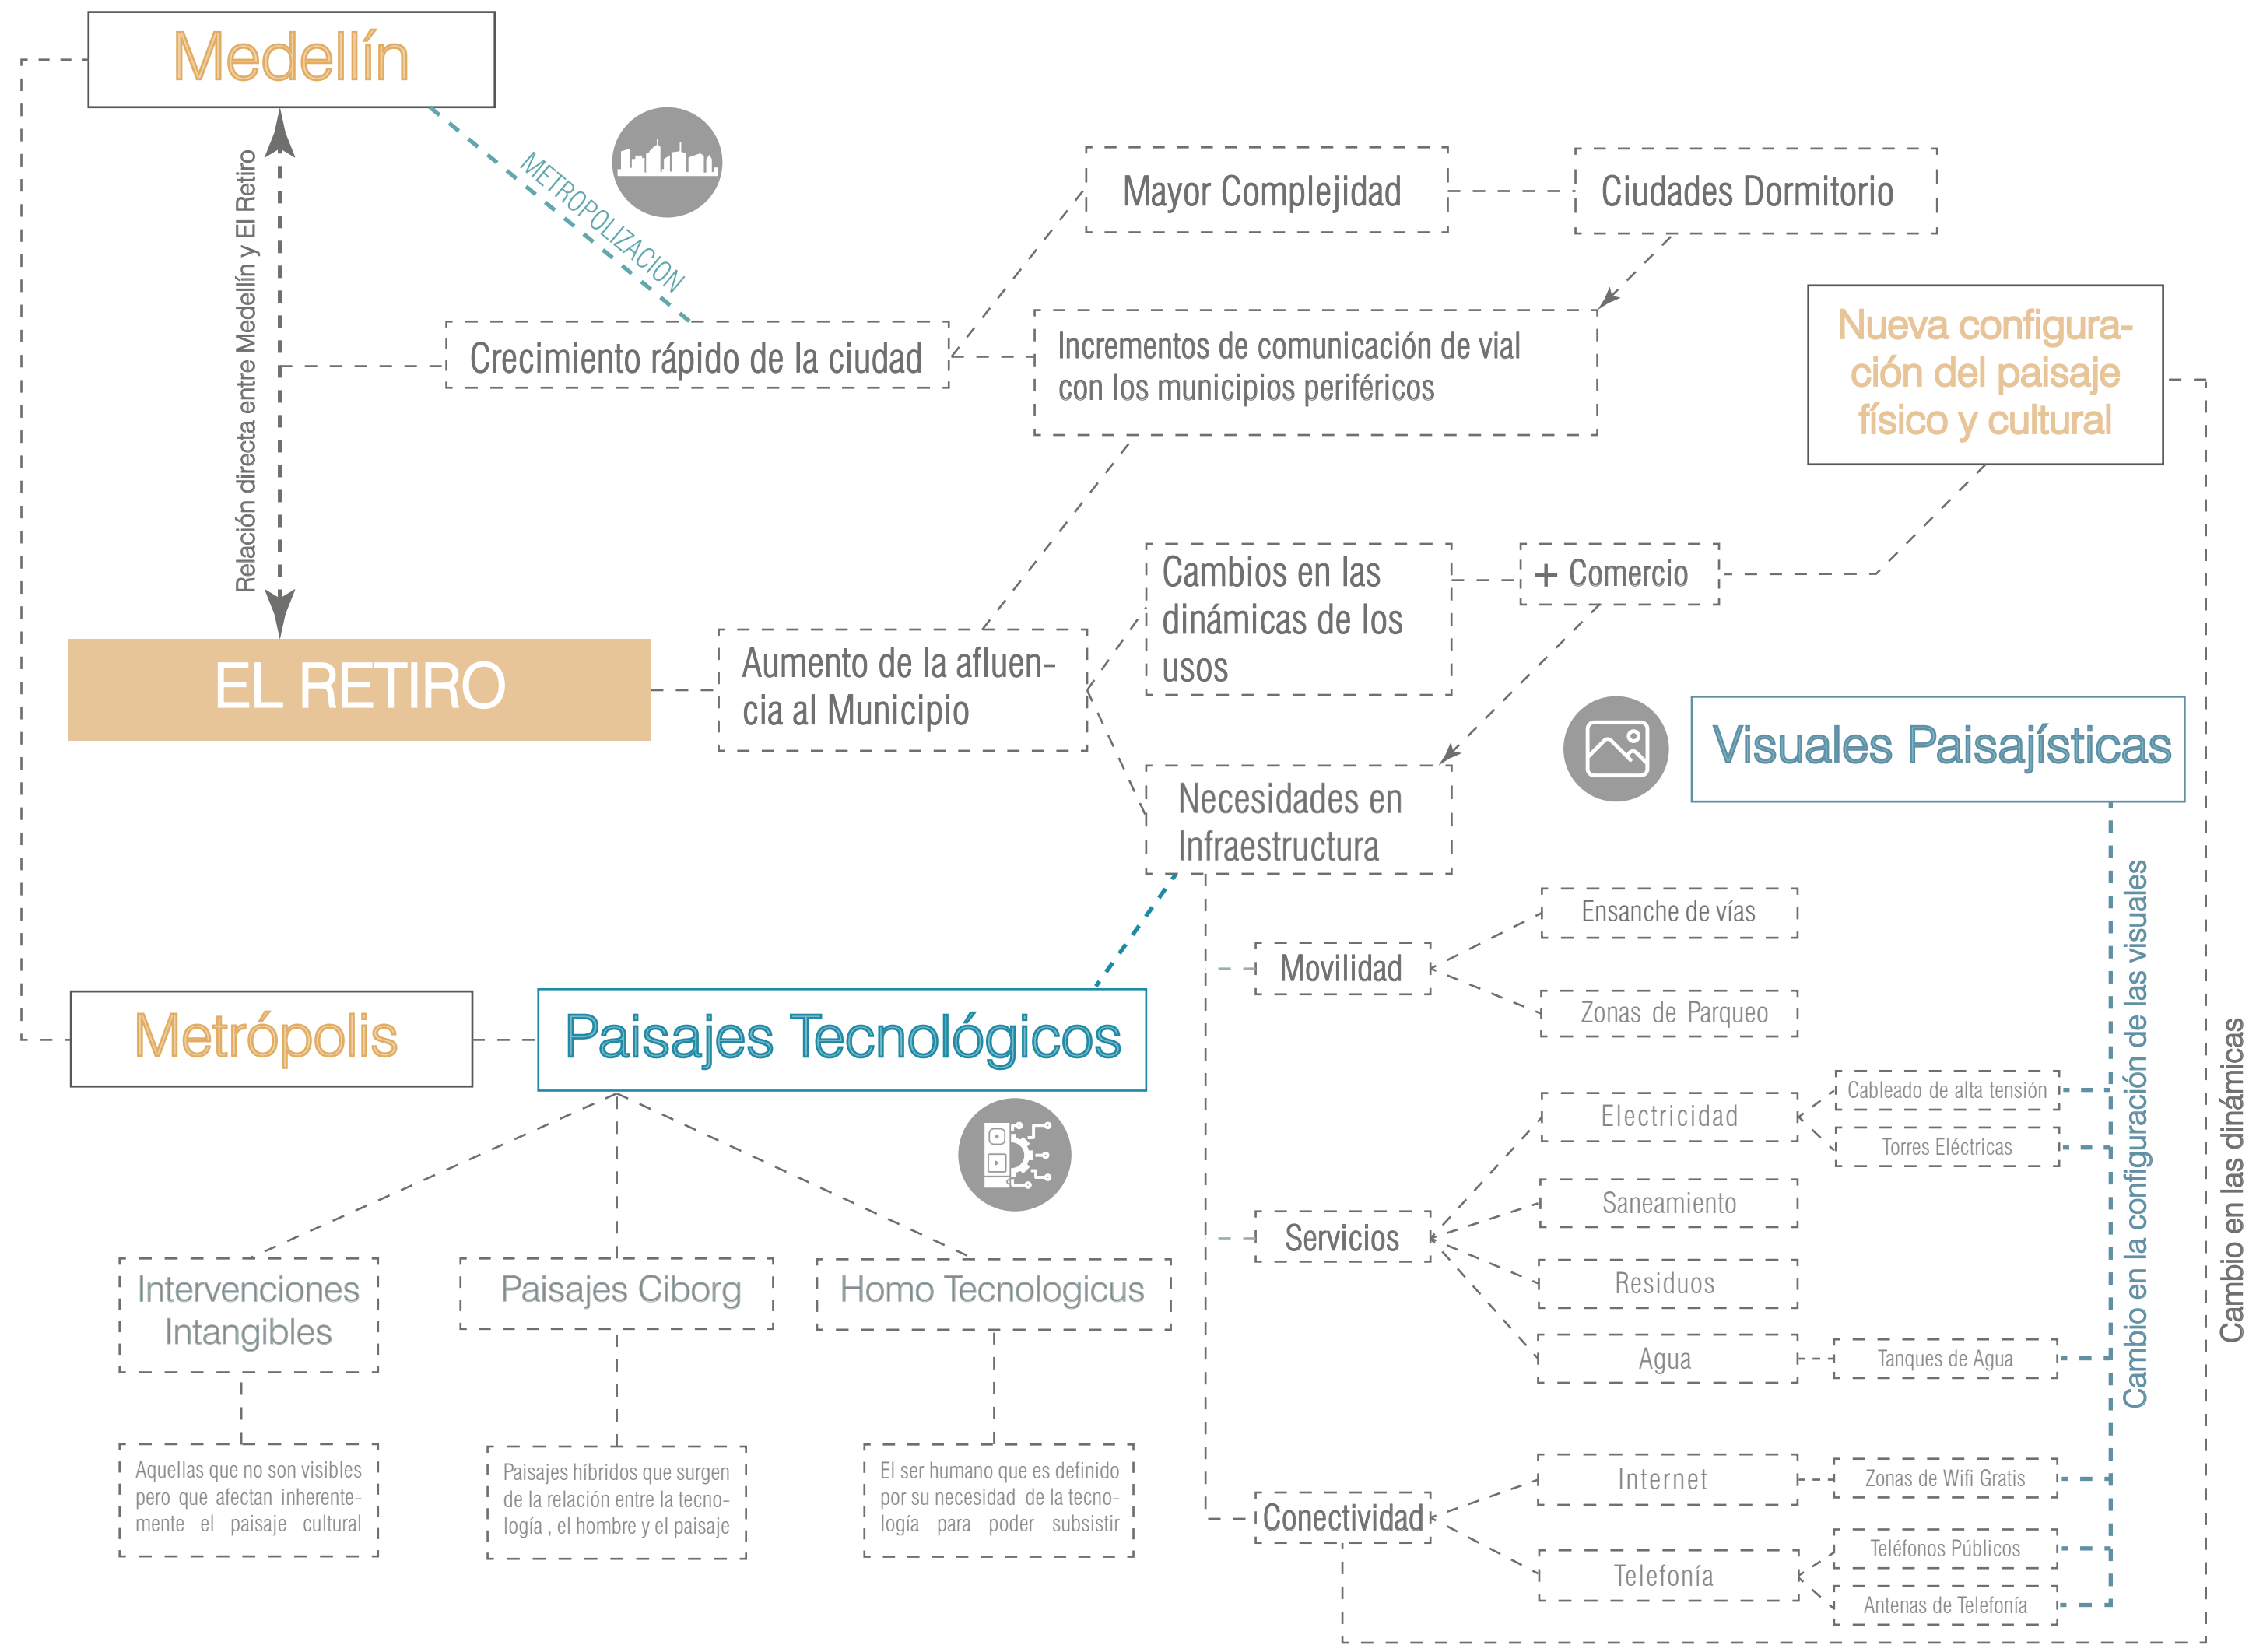 Medellín
METROPOLIZACION
Relación directa entre Medellín y El Retiro
Mayor Complejidad
Ciudades Dormitorio
Crecimiento rápido de la ciudad
Incrementos de comunicación de vial
con los municipios periféricos
Nueva configura-
ción del paisaje
físico y cultural
EL RETIRO
Aumento de la afluen-
cia al Municipio
Cambios en las
dinámicas de los
usos
+ Comercio
Necesidades en
Infraestructura
Visuales Paisajísticas
Cambio en la configuración de las visuales
Cambio en las dinámicas
Metrópolis
Paisajes Tecnológicos
Intervenciones
Intangibles
Paisajes Ciborg
Homo Tecnologicus
Aquellas que no son visibles
pero que afectan inherente-
mente el paisaje cultural
Paisajes híbridos que surgen
de la relación entre la tecno-
logía , el hombre y el paisaje
El ser humano que es definido
por su necesidad de la tecno-
logía para poder subsistir
Movilidad
Ensanche de vías
Zonas de Parqueo
Servicios
Electricidad
Cableado de alta tensión
Torres Eléctricas
Saneamiento
Residuos
Agua
Tanques de Agua
Conectividad
Internet
Zonas de Wifi Gratis
Telefonía
Teléfonos Públicos
Antenas de Telefonía